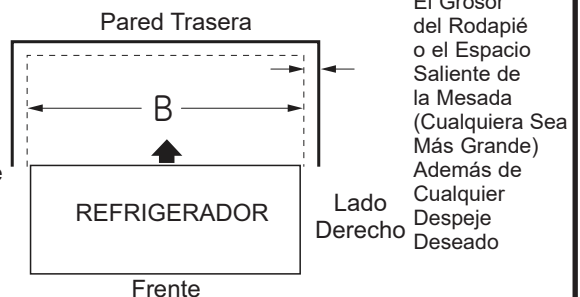 Pared Trasera
B
REFRIGERADOR
Lado
Derecho
Frente
El Grosor
del Rodapié
o el Espacio
Saliente de
la Mesada
(Cualquiera Sea
Más Grande)
Además de
Cualquier
Despeje
Deseado